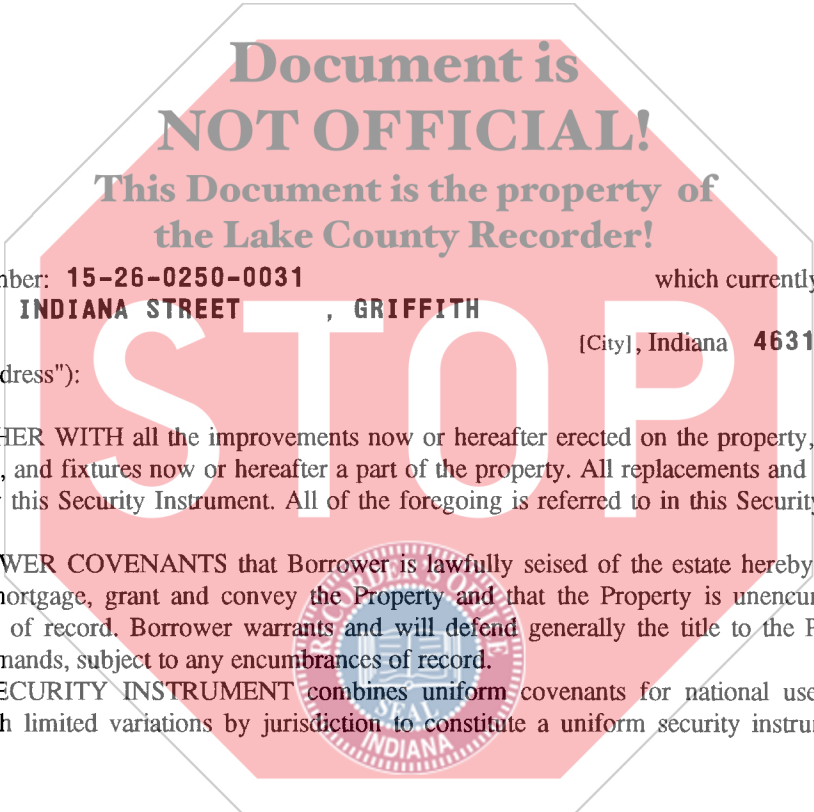 Document is
NOT OFFICIAL!
This Document is the property of
the Lake County Recorder!
nber: 15-26-0250-0031 which currently
INDIANA STREET , GRIFFITH
[City], Indiana 4631
dress"):
STOP
HER WITH all the improvements now or hereafter erected on the property,
, and fixtures now or hereafter a part of the property. All replacements and
this Security Instrument. All of the foregoing is referred to in this Security
WER COVENANTS that Borrower is lawfully seised of the estate hereby
nortgage, grant and convey the Property and that the Property is unencur
of record. Borrower warrants and will defend generally the title to the P
mands, subject to any encumbrances of record.
ECURITY INSTRUMENT combines uniform covenants for national use
h limited variations by jurisdiction to constitute a uniform security instru
RECORDER'S OFFICE
SEAL
INDIANA